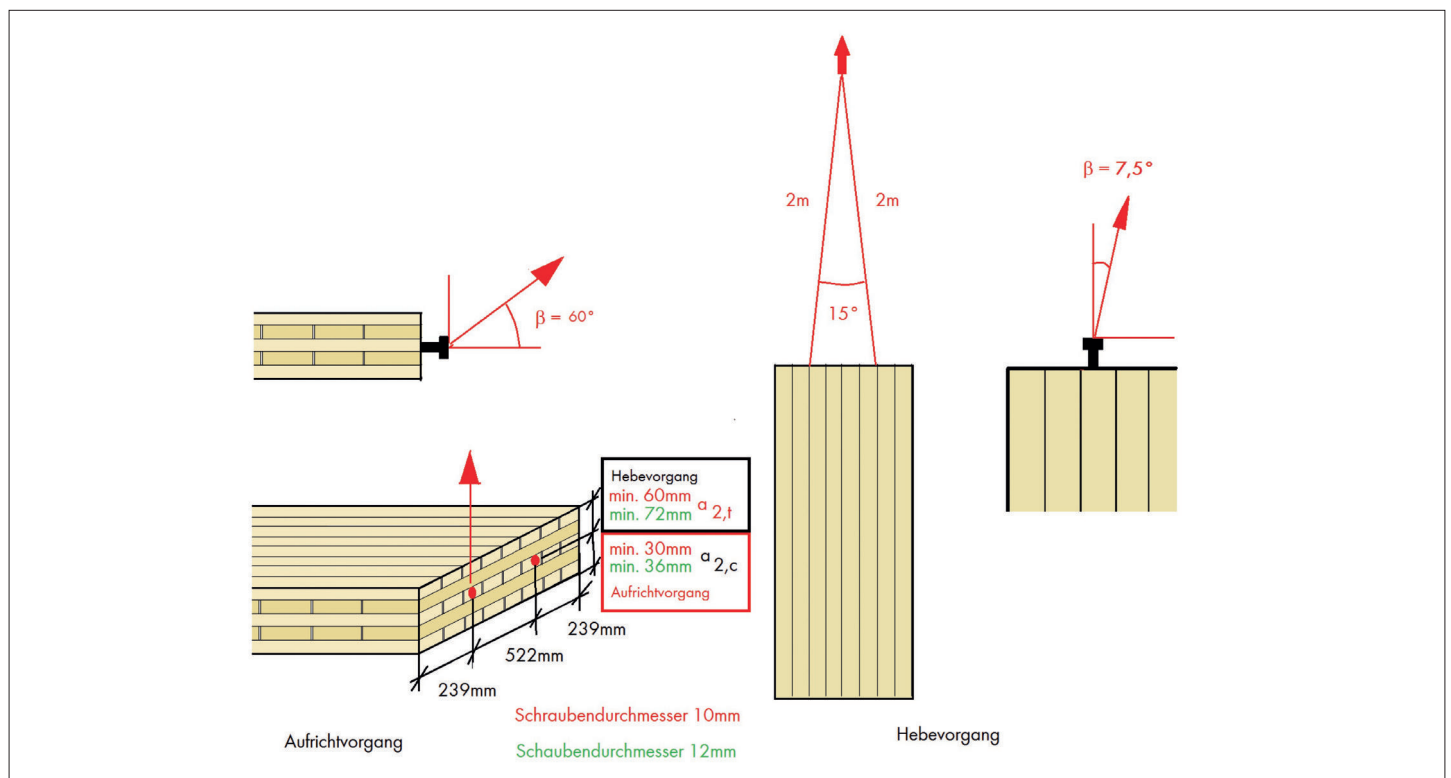 β = 60°
2m
2m
15°
β = 7,5°
Hebevorgang
min. 60mm
min. 72mm
a 2,t
min. 30mm
min. 36mm
a 2,c
Aufrichtvorgang
239mm
522mm
239mm
Schraubendurchmesser 10mm
Schaubendurchmesser 12mm
Aufrichtvorgang
Hebevorgang